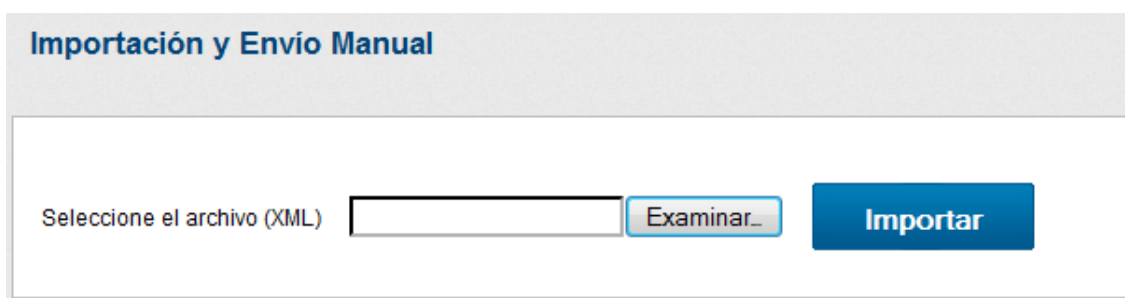 Importación y Envío Manual
Seleccione el archivo (XML) Examinar... Importar